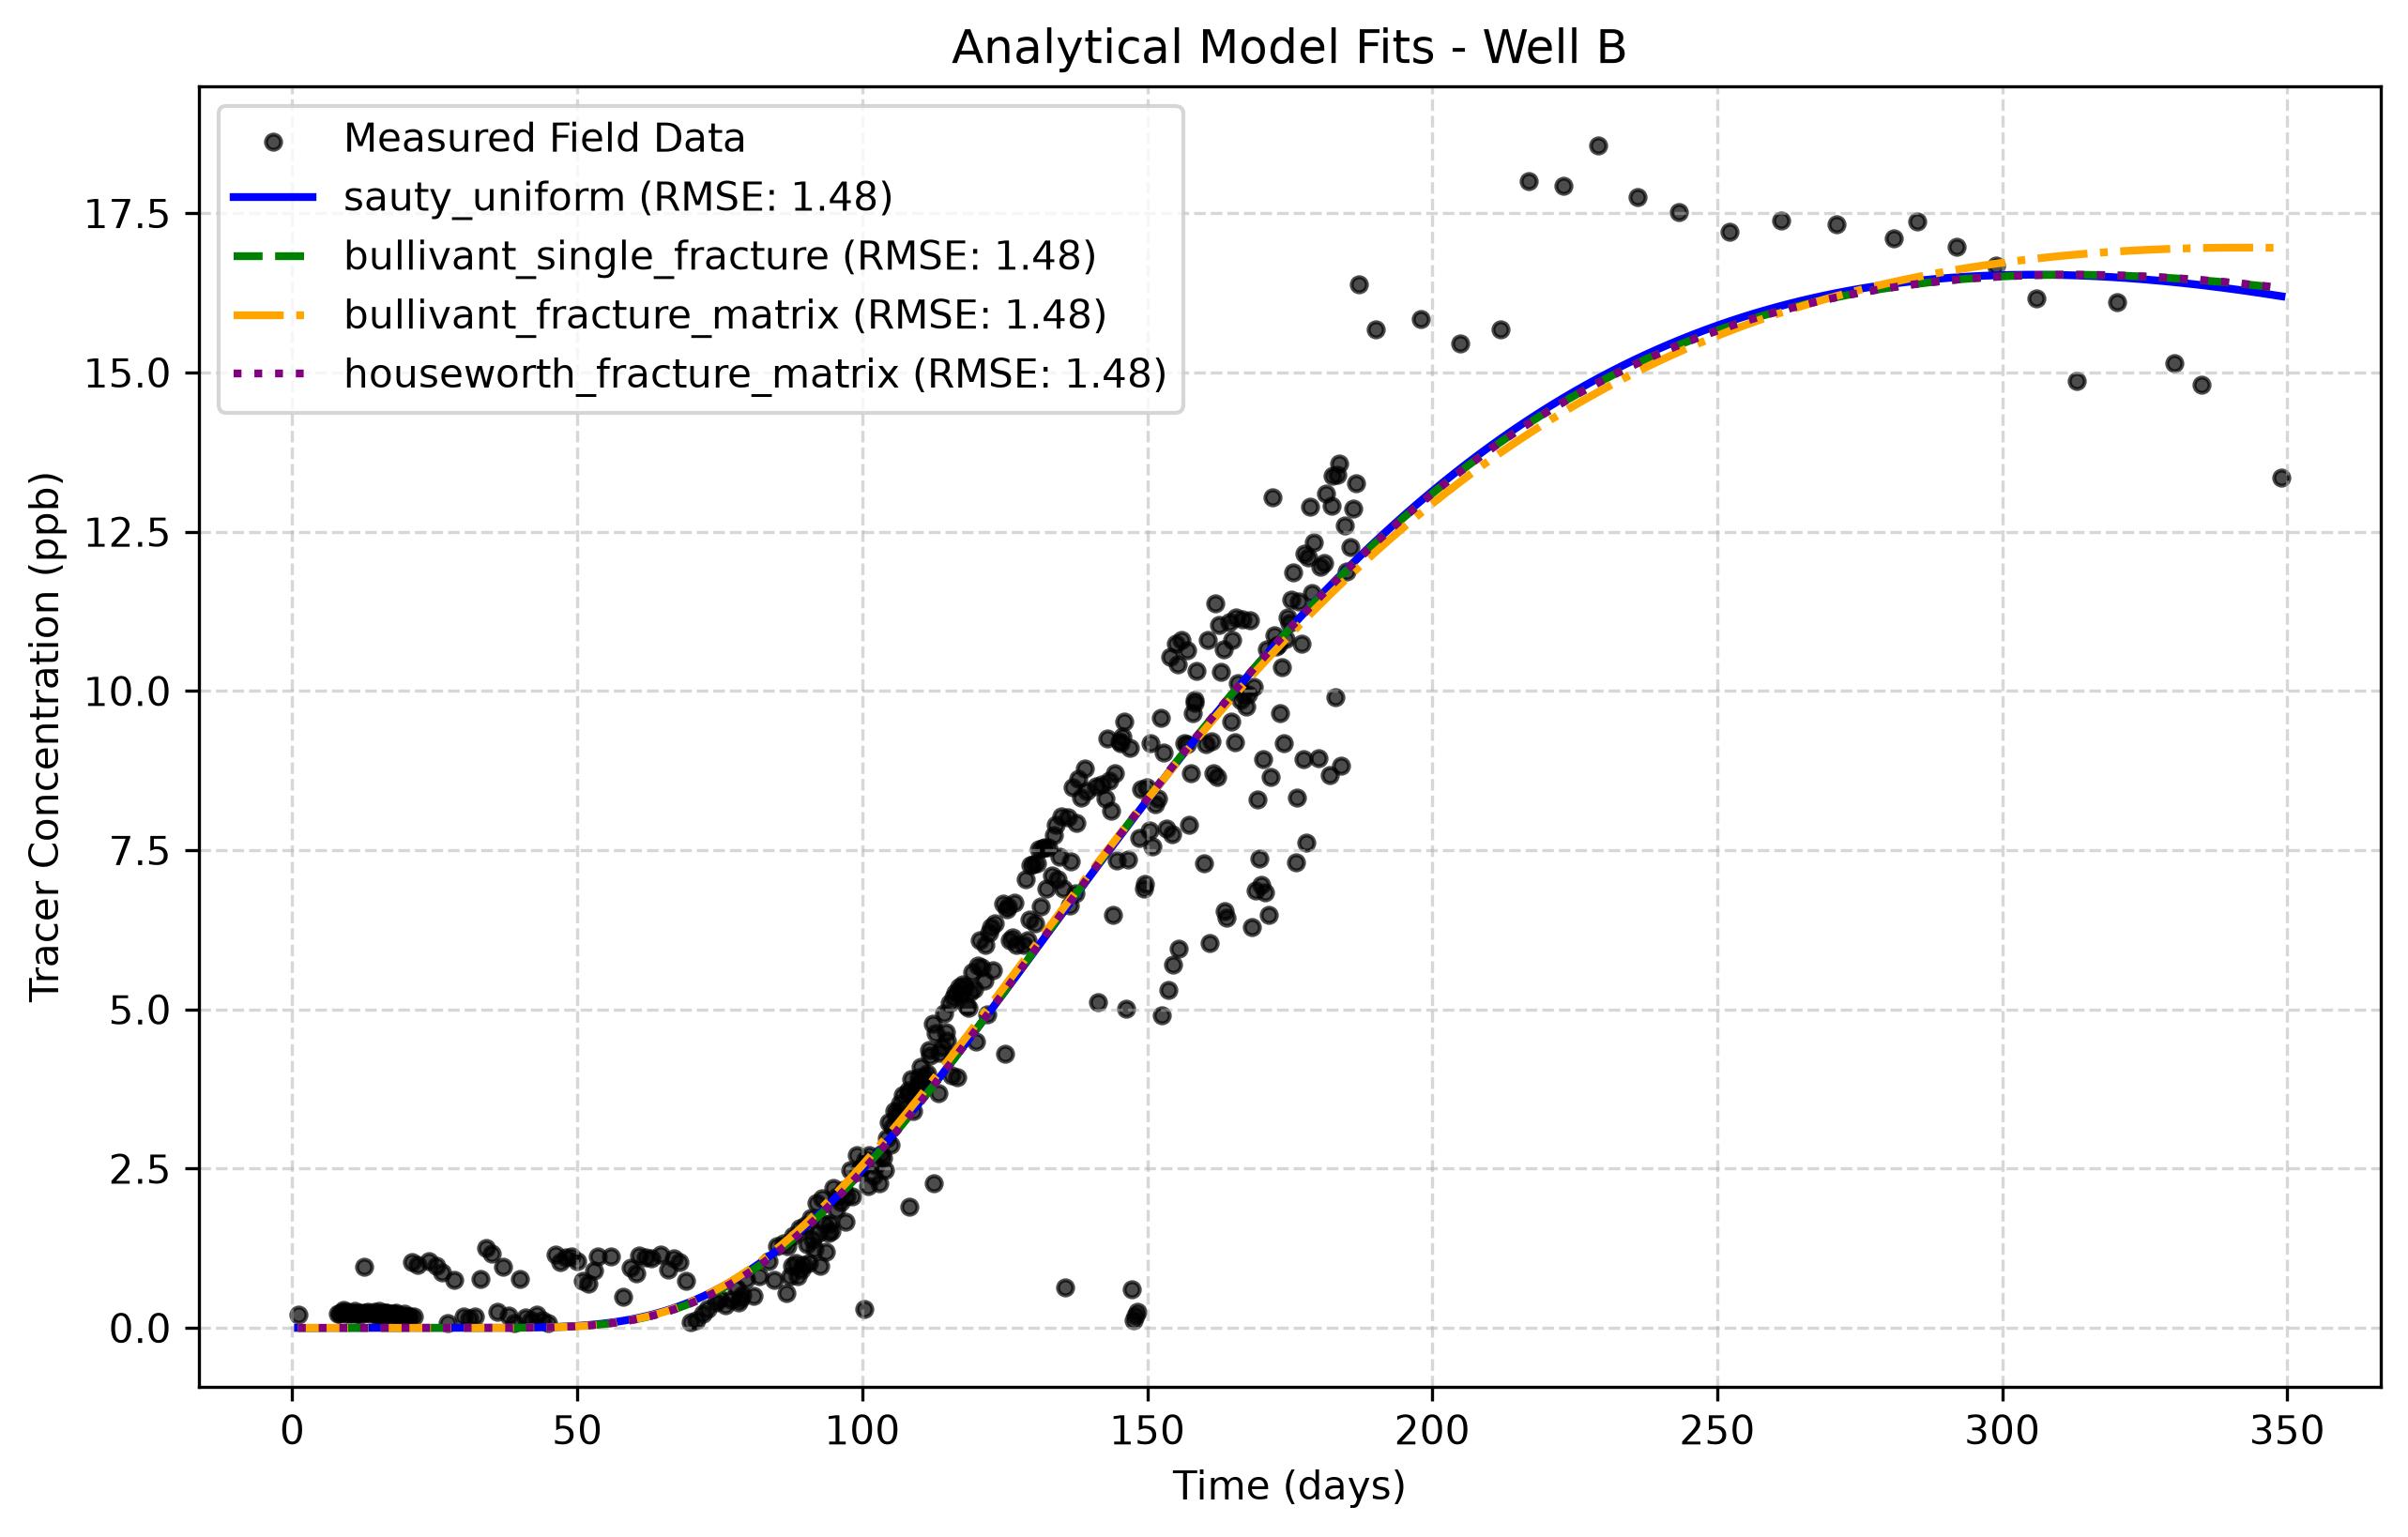 Analytical Model Fits - Well B
Measured Field Data
sauty_uniform (RMSE: 1.48)
bullivant_single_fracture (RMSE: 1.48)
bullivant_fracture_matrix (RMSE: 1.48)
houseworth_fracture_matrix (RMSE: 1.48)
Tracer Concentration (ppb)
17.5
15.0
12.5
10.0
7.5
5.0
2.5
0.0
0 50 100 150 200 250 300 350
Time (days)